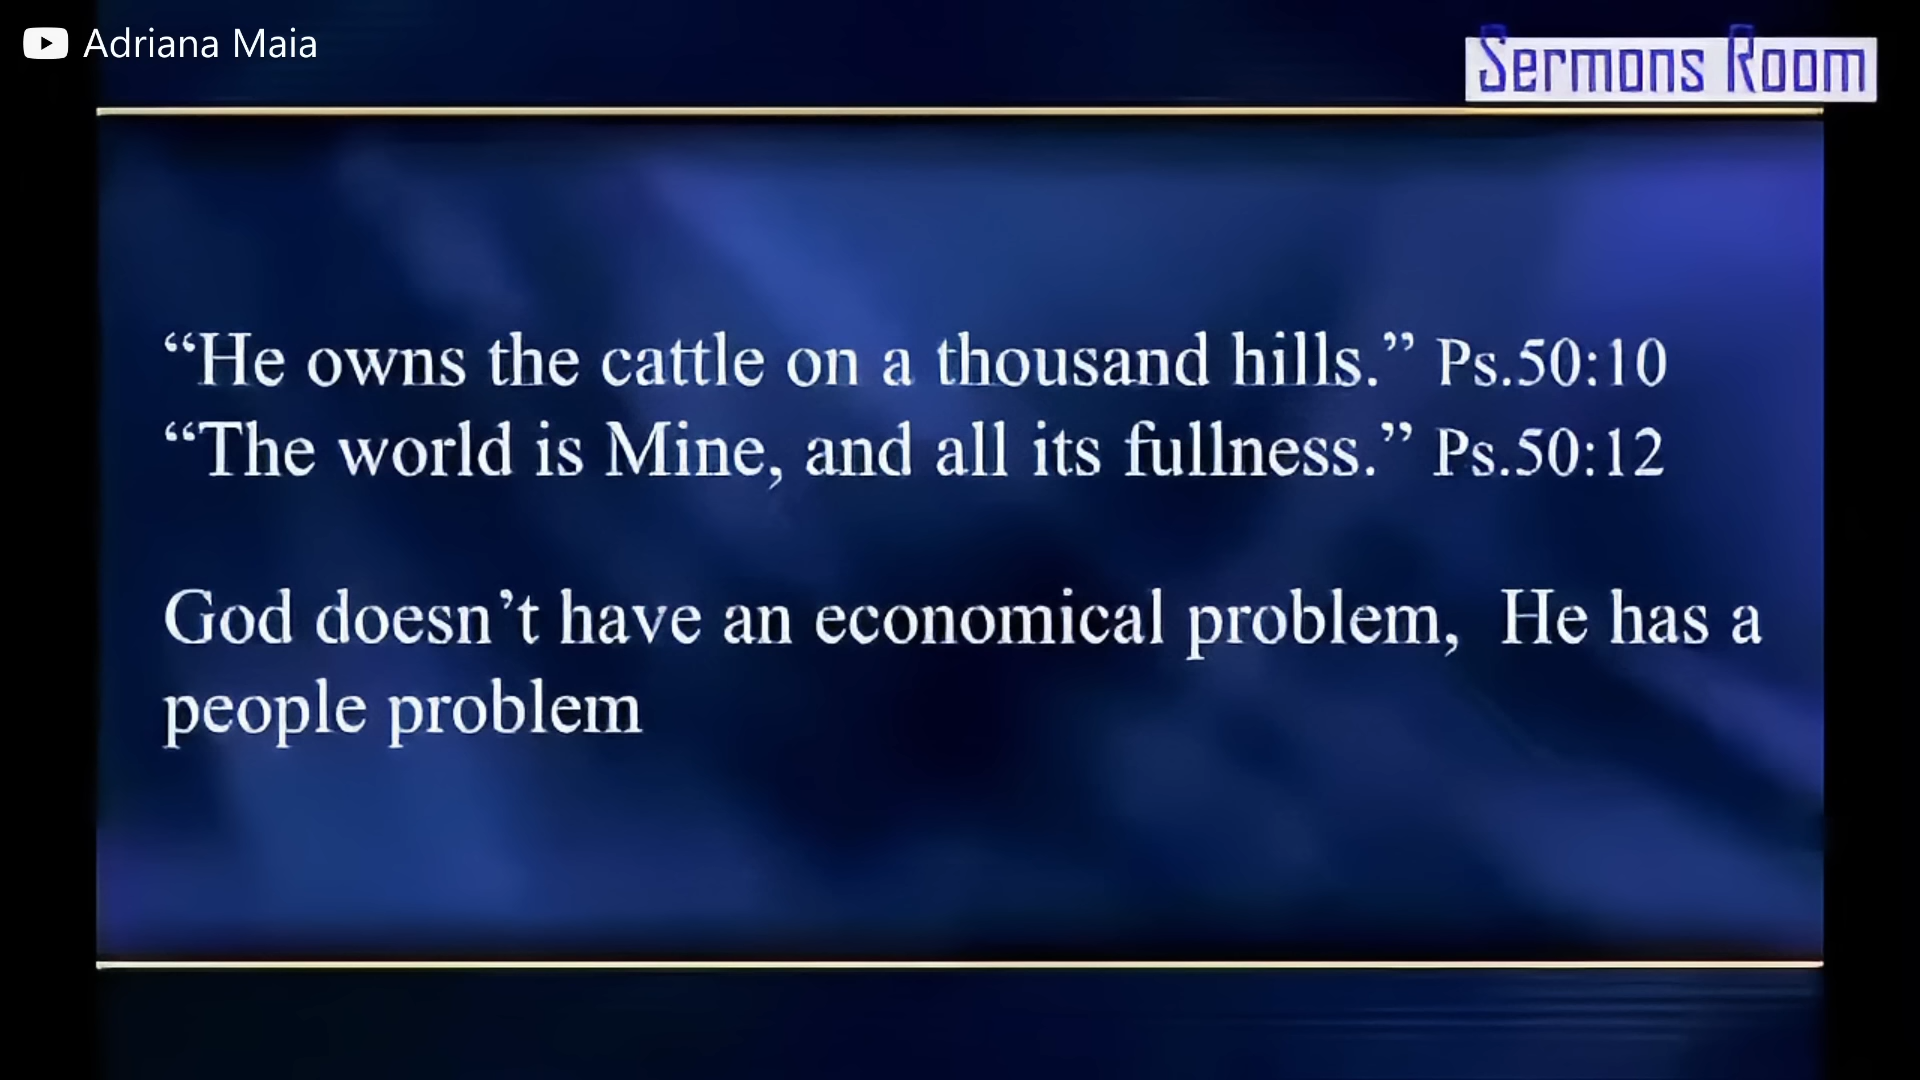 Adriana Maia
Sermons Room
“He owns the cattle on a thousand hills.” Ps.50:10
“The world is Mine, and all its fullness.” Ps.50:12
God doesn’t have an economical problem,  He has a
people problem